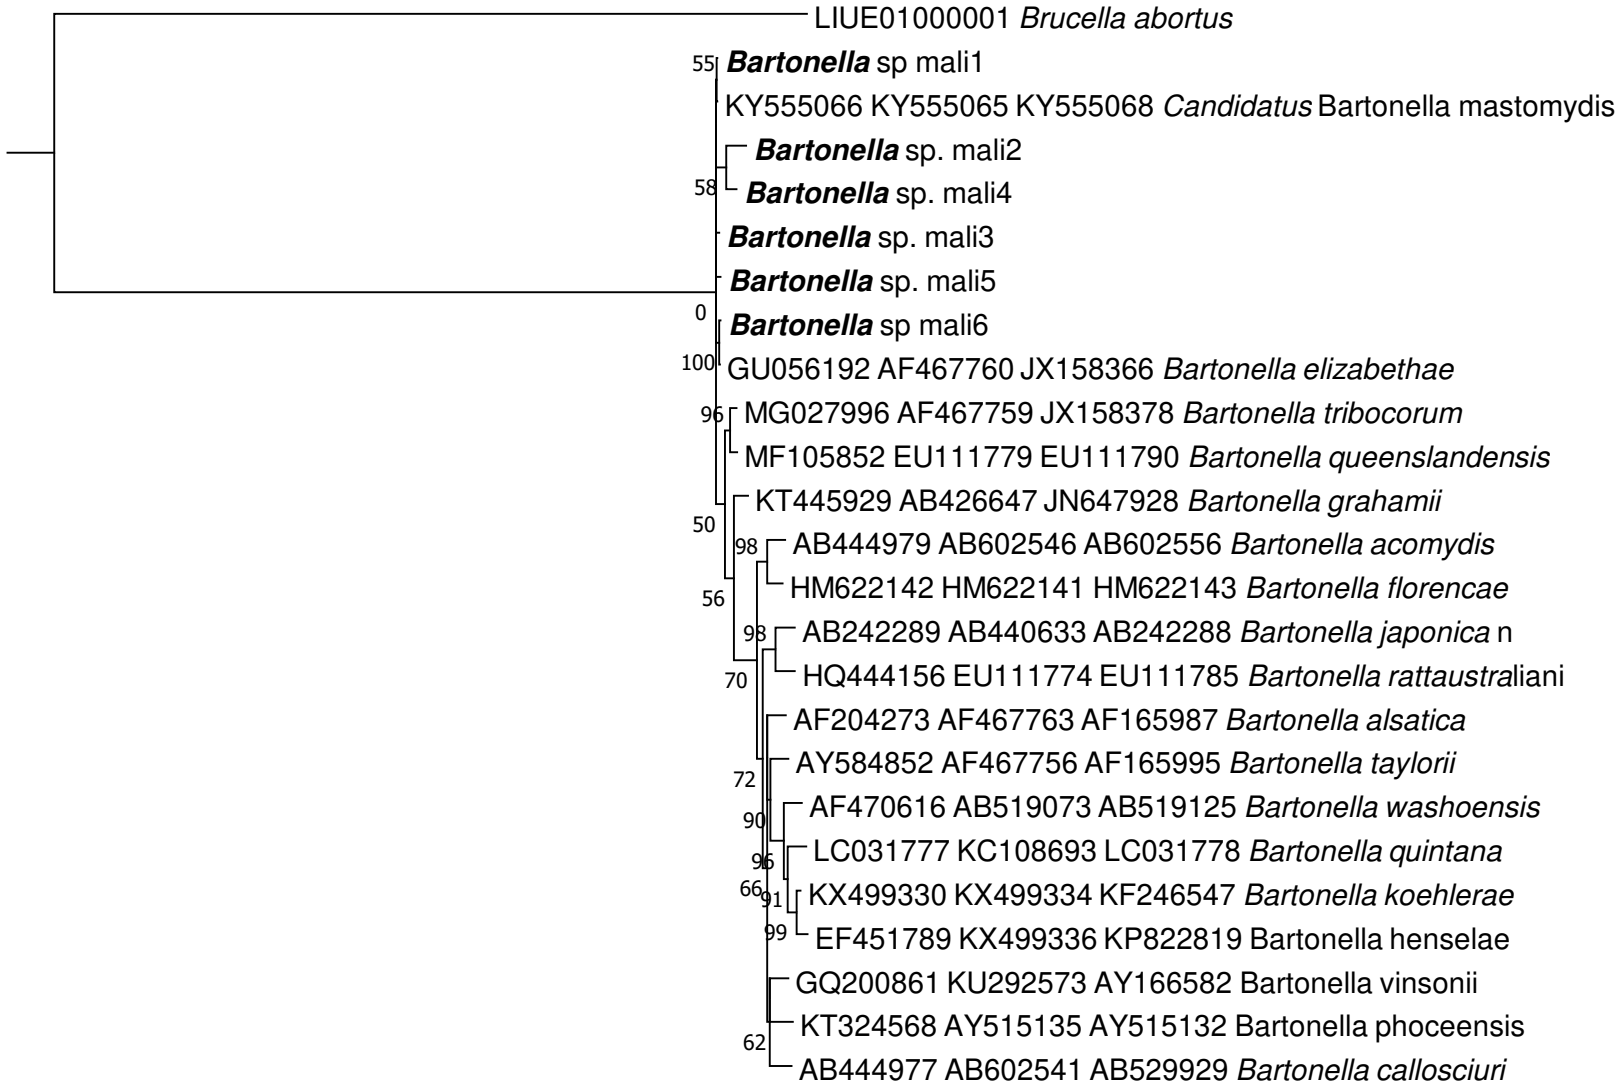 LIUE01000001 Brucella abortus
55 Bartonella sp mali1
KY555066 KY555065 KY555068 Candidatus Bartonella mastomydis
Bartonella sp. mali2
58 Bartonella sp. mali4
Bartonella sp. mali3
Bartonella sp. mali5
0
Bartonella sp mali6
100 GU056192 AF467760 JX158366 Bartonella elizabethae
96 MG027996 AF467759 JX158378 Bartonella tribocorum
MF105852 EU111779 EU111790 Bartonella queenslandensis
KT445929 AB426647 JN647928 Bartonella grahamii
50
98 AB444979 AB602546 AB602556 Bartonella acomydis
HM622142 HM622141 HM622143 Bartonella florencae
56
98 AB242289 AB440633 AB242288 Bartonella japonica n
HQ444156 EU111774 EU111785 Bartonella rattaustraliani
70
AF204273 AF467763 AF165987 Bartonella alsatica
AY584852 AF467756 AF165995 Bartonella taylorii
72
AF470616 AB519073 AB519125 Bartonella washoensis
90
LC031777 KC108693 LC031778 Bartonella quintana
96
66
91 KX499330 KX499334 KF246547 Bartonella koehlerae
99 EF451789 KX499336 KP822819 Bartonella henselae
GQ200861 KU292573 AY166582 Bartonella vinsonii
KT324568 AY515135 AY515132 Bartonella phoceensis
62
AB444977 AB602541 AB529929 Bartonella callosciuri